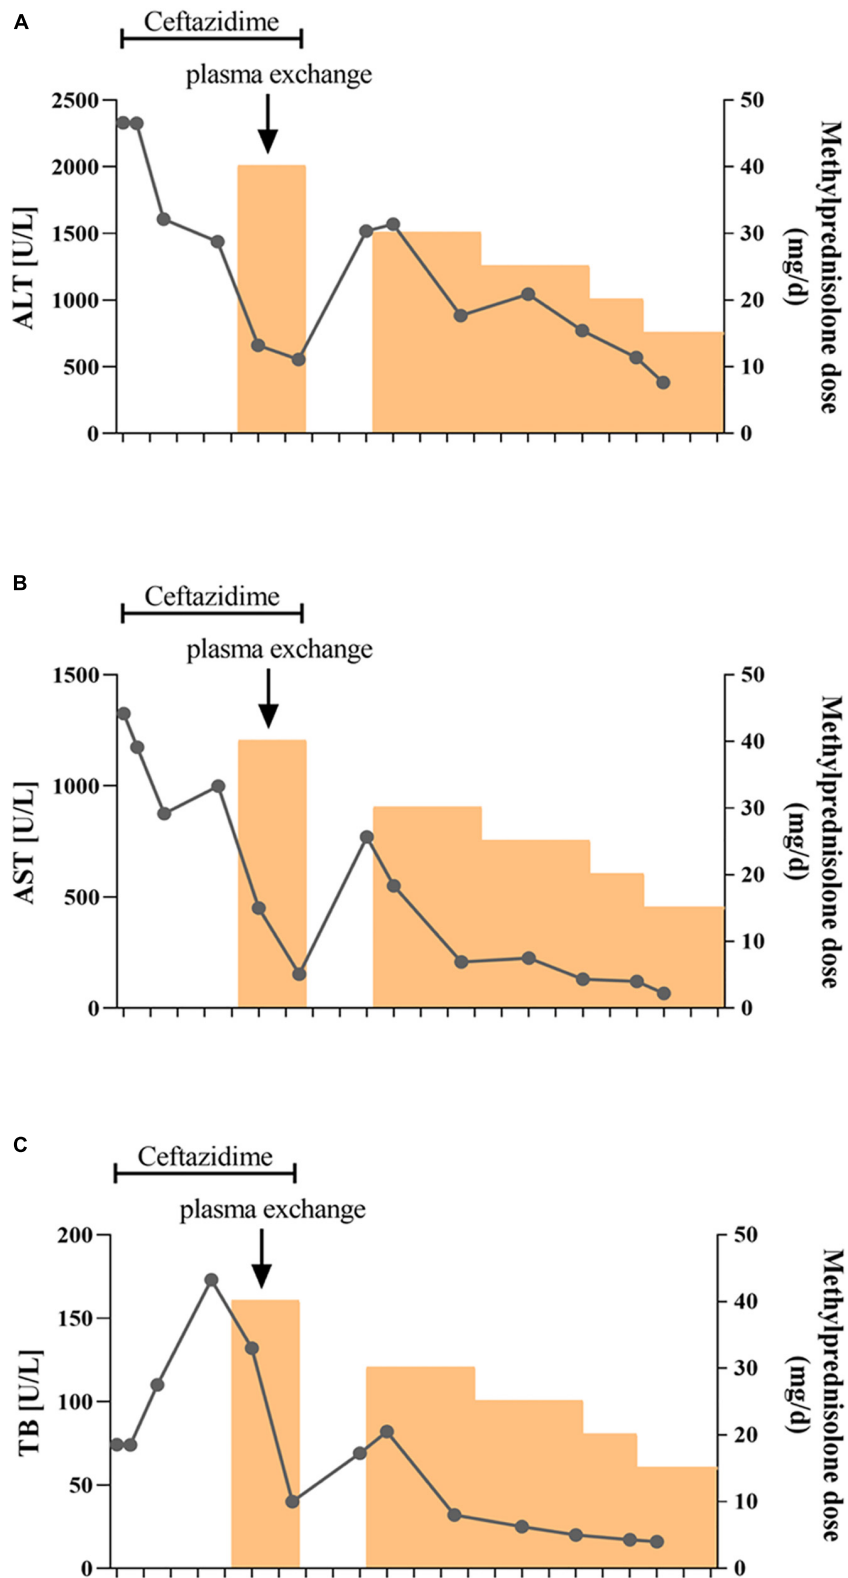 A
Ceftazidime
plasma exchange
2500
2000
1500
1000
500
0
ALT [U/L]
50
40
30
20
10
0
Methylprednisolone dose
(mg/d)
B
Ceftazidime
plasma exchange
1500
1000
500
0
AST [U/L]
50
40
30
20
10
0
Methylprednisolone dose
(mg/d)
C
Ceftazidime
plasma exchange
200
150
100
50
0
TB [U/L]
50
40
30
20
10
0
Methylprednisolone dose
(mg/d)